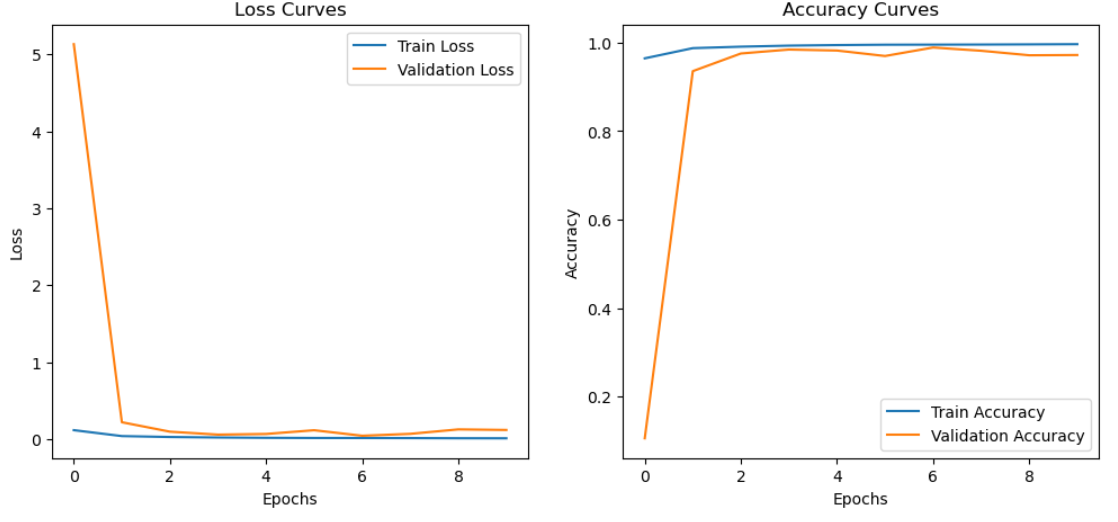 Loss Curves
Loss
5
4
3
2
1
0
0 2 4 6 8
Epochs
Train Loss
Validation Loss
Accuracy Curves
Accuracy
1.0
0.8
0.6
0.4
0.2
0 2 4 6 8
Epochs
Train Accuracy
Validation Accuracy